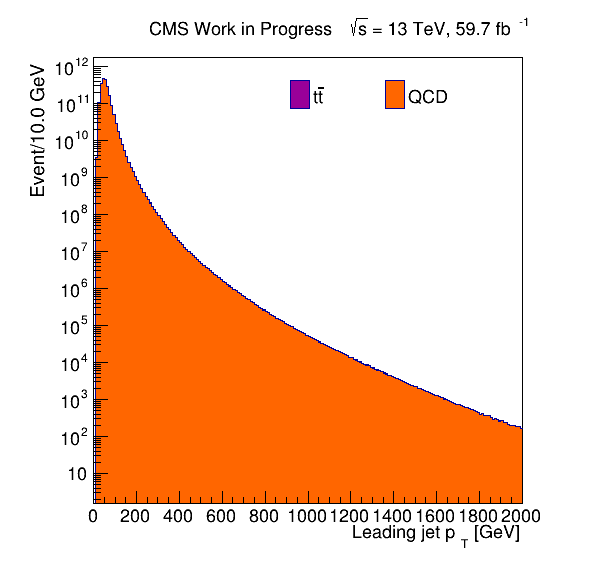 CMS Work in Progress √s = 13 TeV, 59.7 fb⁻¹
Event/10.0 GeV
10¹²
10¹¹
10¹⁰
10⁹
10⁸
10⁷
10⁶
10⁵
10⁴
10³
10²
10
tt̅ QCD
0 200 400 600 800 1000 1200 1400 1600 1800 2000
Leading jet p_T [GeV]